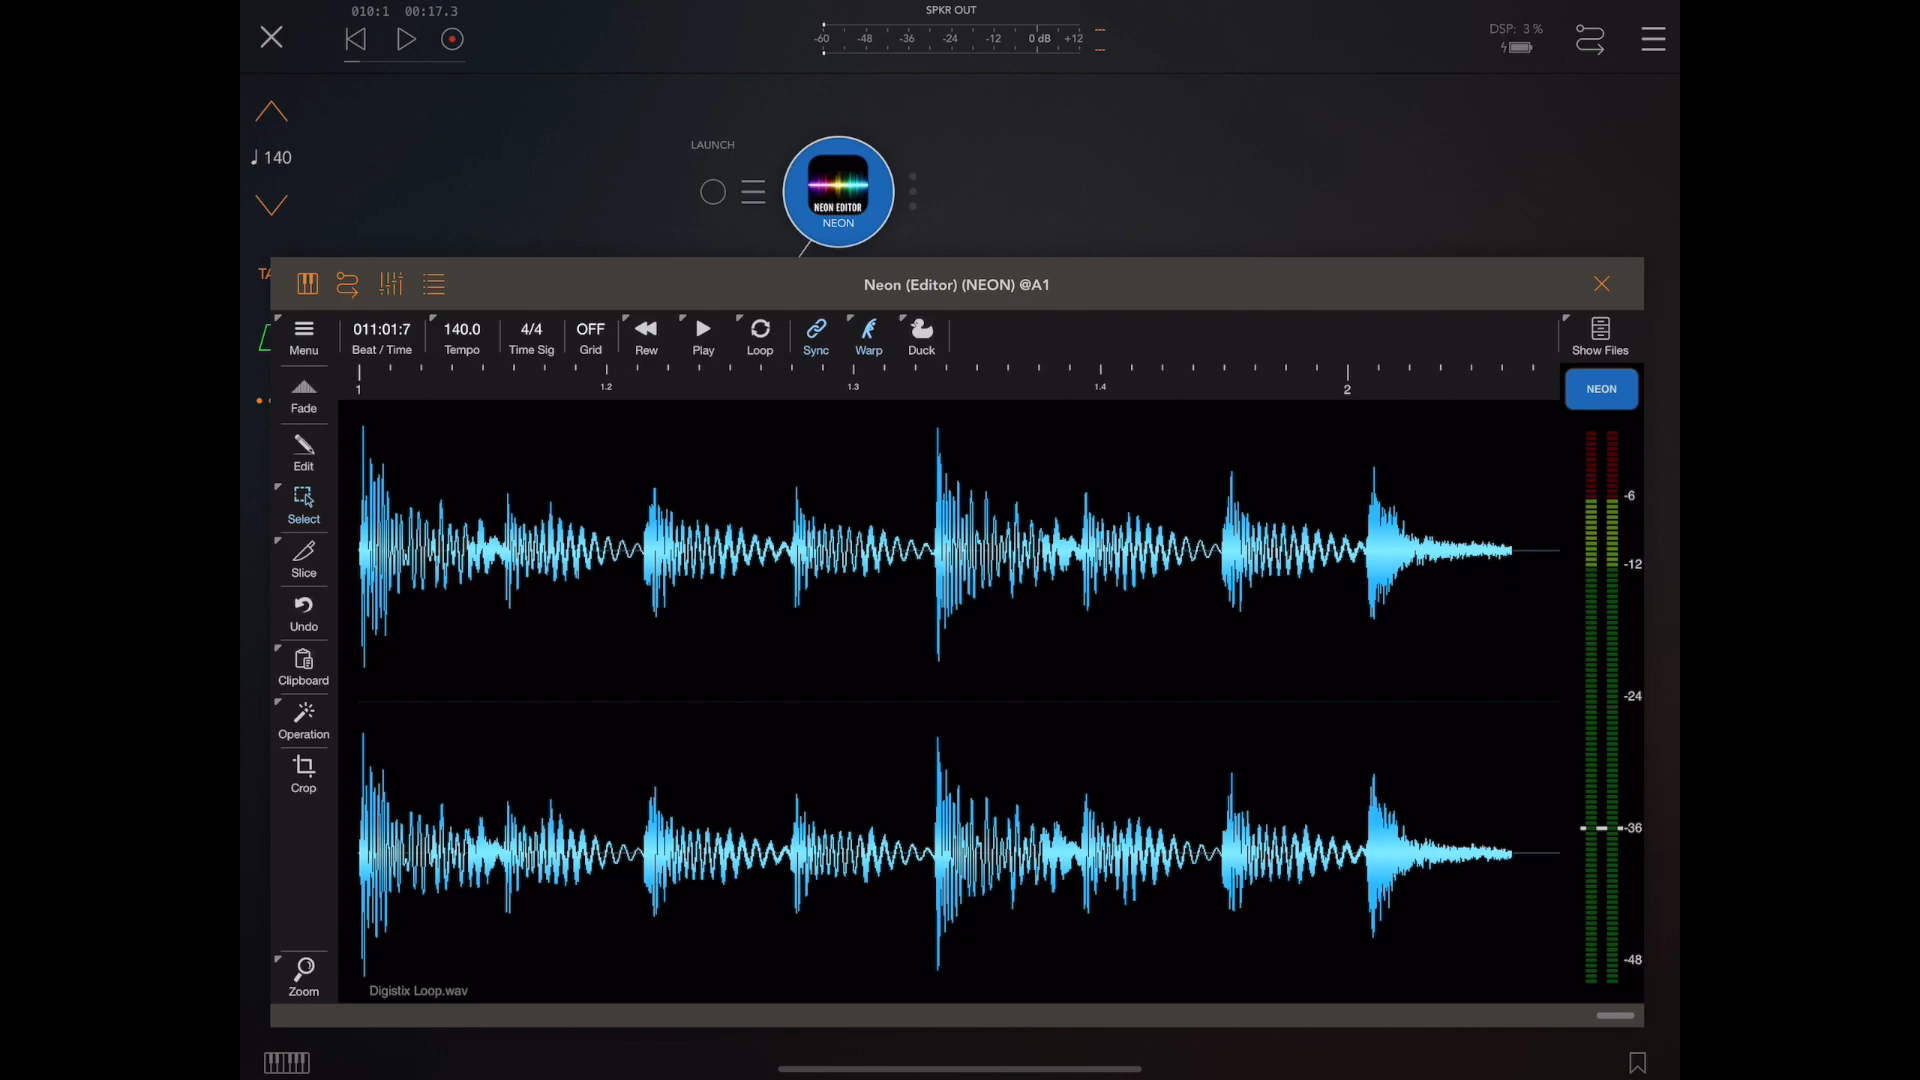 010:1 00:17.3
SPKR OUT
-60 -48 -36 -24 -12 0 dB +12
DSP: 3 %
140
LAUNCH
NEON EDITOR
NEON
TA
Neon (Editor) (NEON) @A1
011:01:7 140.0 4/4 OFF
Menu Beat / Time Tempo Time Sig Grid Rew Play Loop Sync Warp Duck Show Files
1 1.2 1.3 1.4 2
NEON
Fade
Edit
Select
Slice
Undo
Clipboard
Operation
Crop
Zoom
-6
-12
-24
-36
-48
Digistix Loop.wav